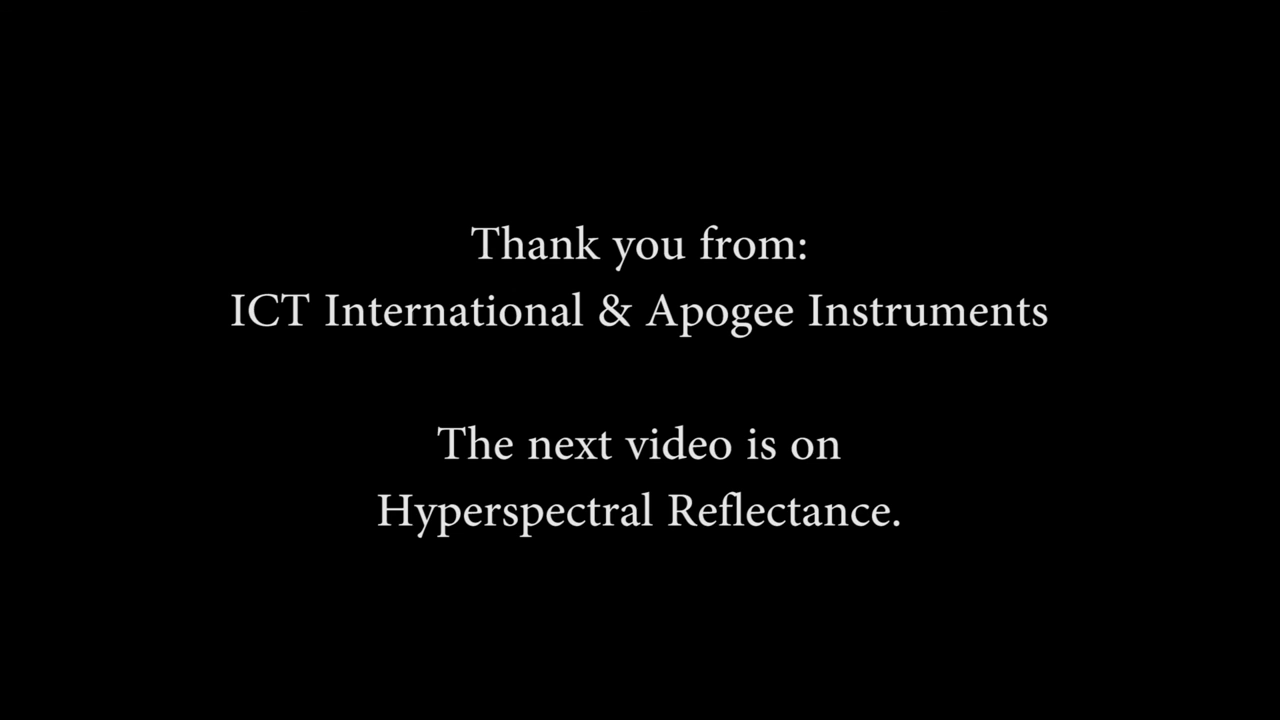 Thank you from:
ICT International & Apogee Instruments
The next video is on
Hyperspectral Reflectance.